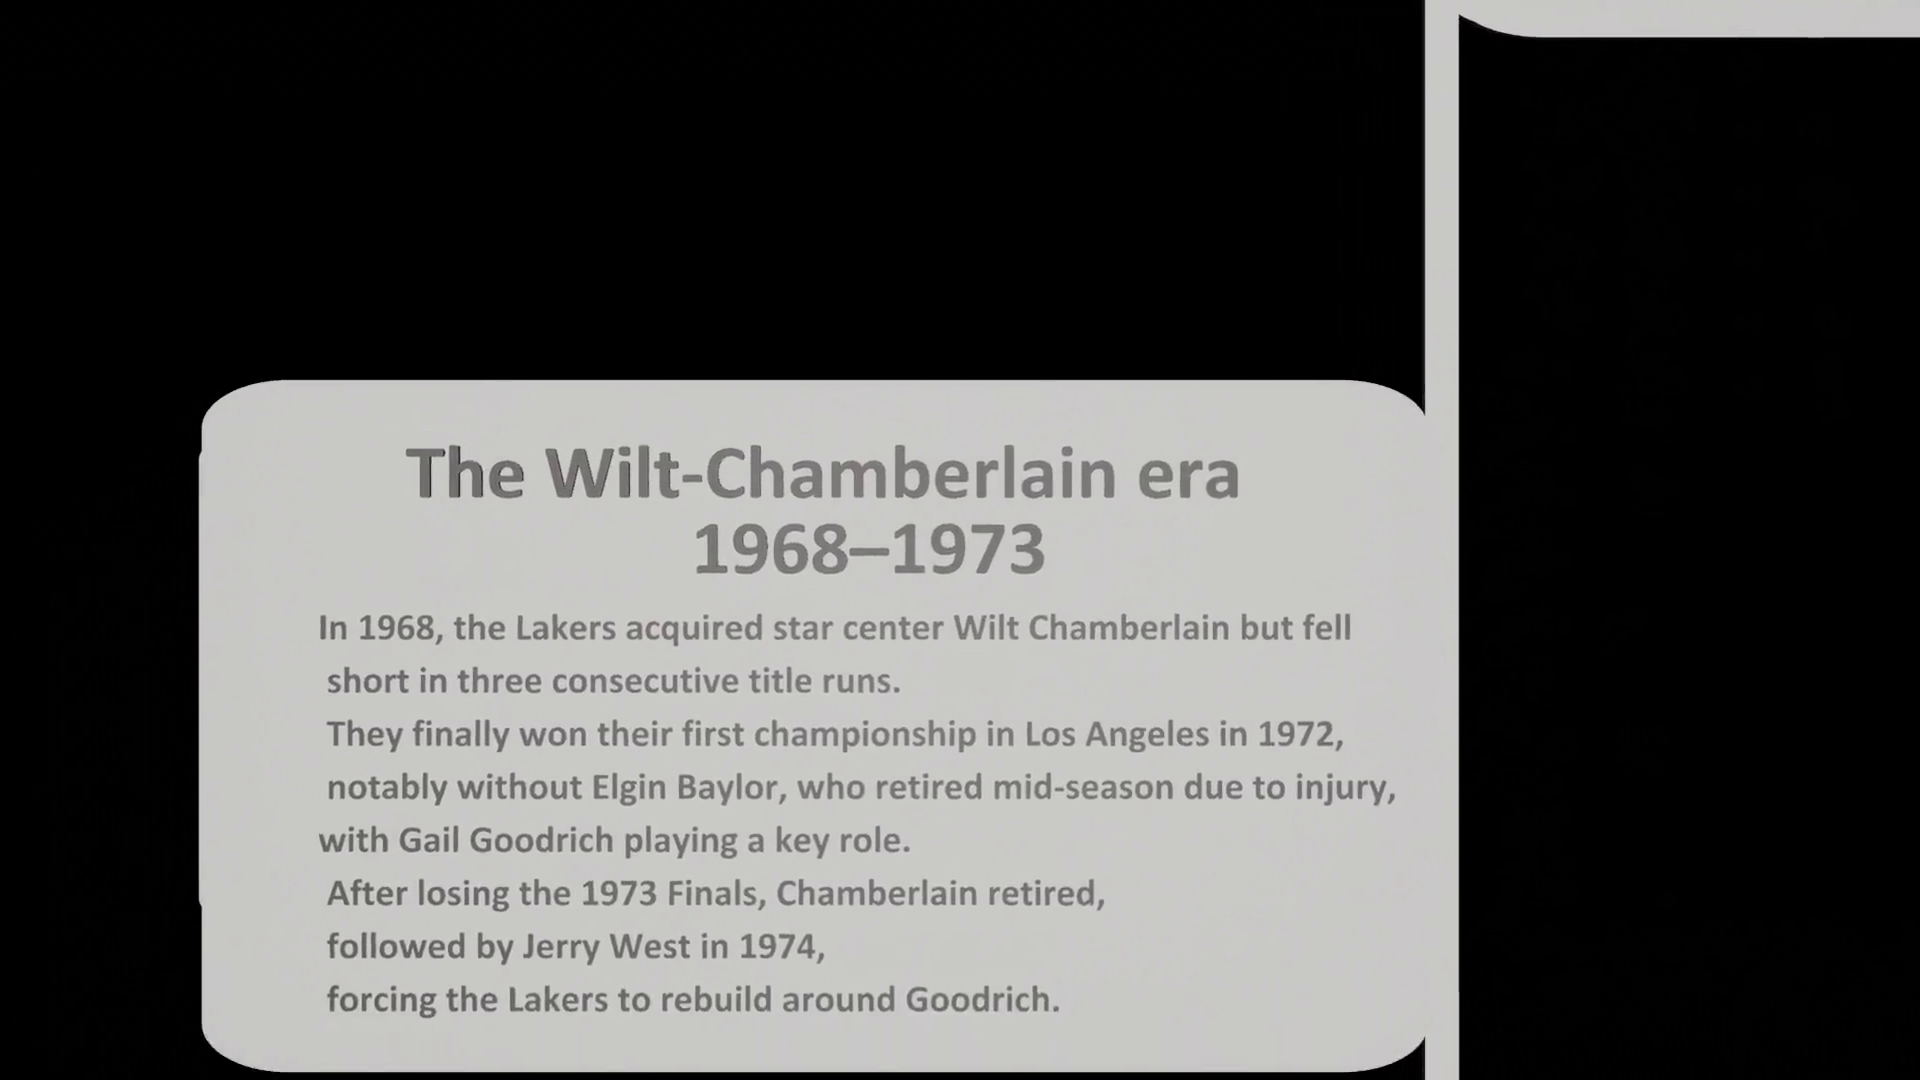 The Wilt-Chamberlain era
1968–1973
In 1968, the Lakers acquired star center Wilt Chamberlain but fell
short in three consecutive title runs.
They finally won their first championship in Los Angeles in 1972,
notably without Elgin Baylor, who retired mid-season due to injury,
with Gail Goodrich playing a key role.
After losing the 1973 Finals, Chamberlain retired,
followed by Jerry West in 1974,
forcing the Lakers to rebuild around Goodrich.